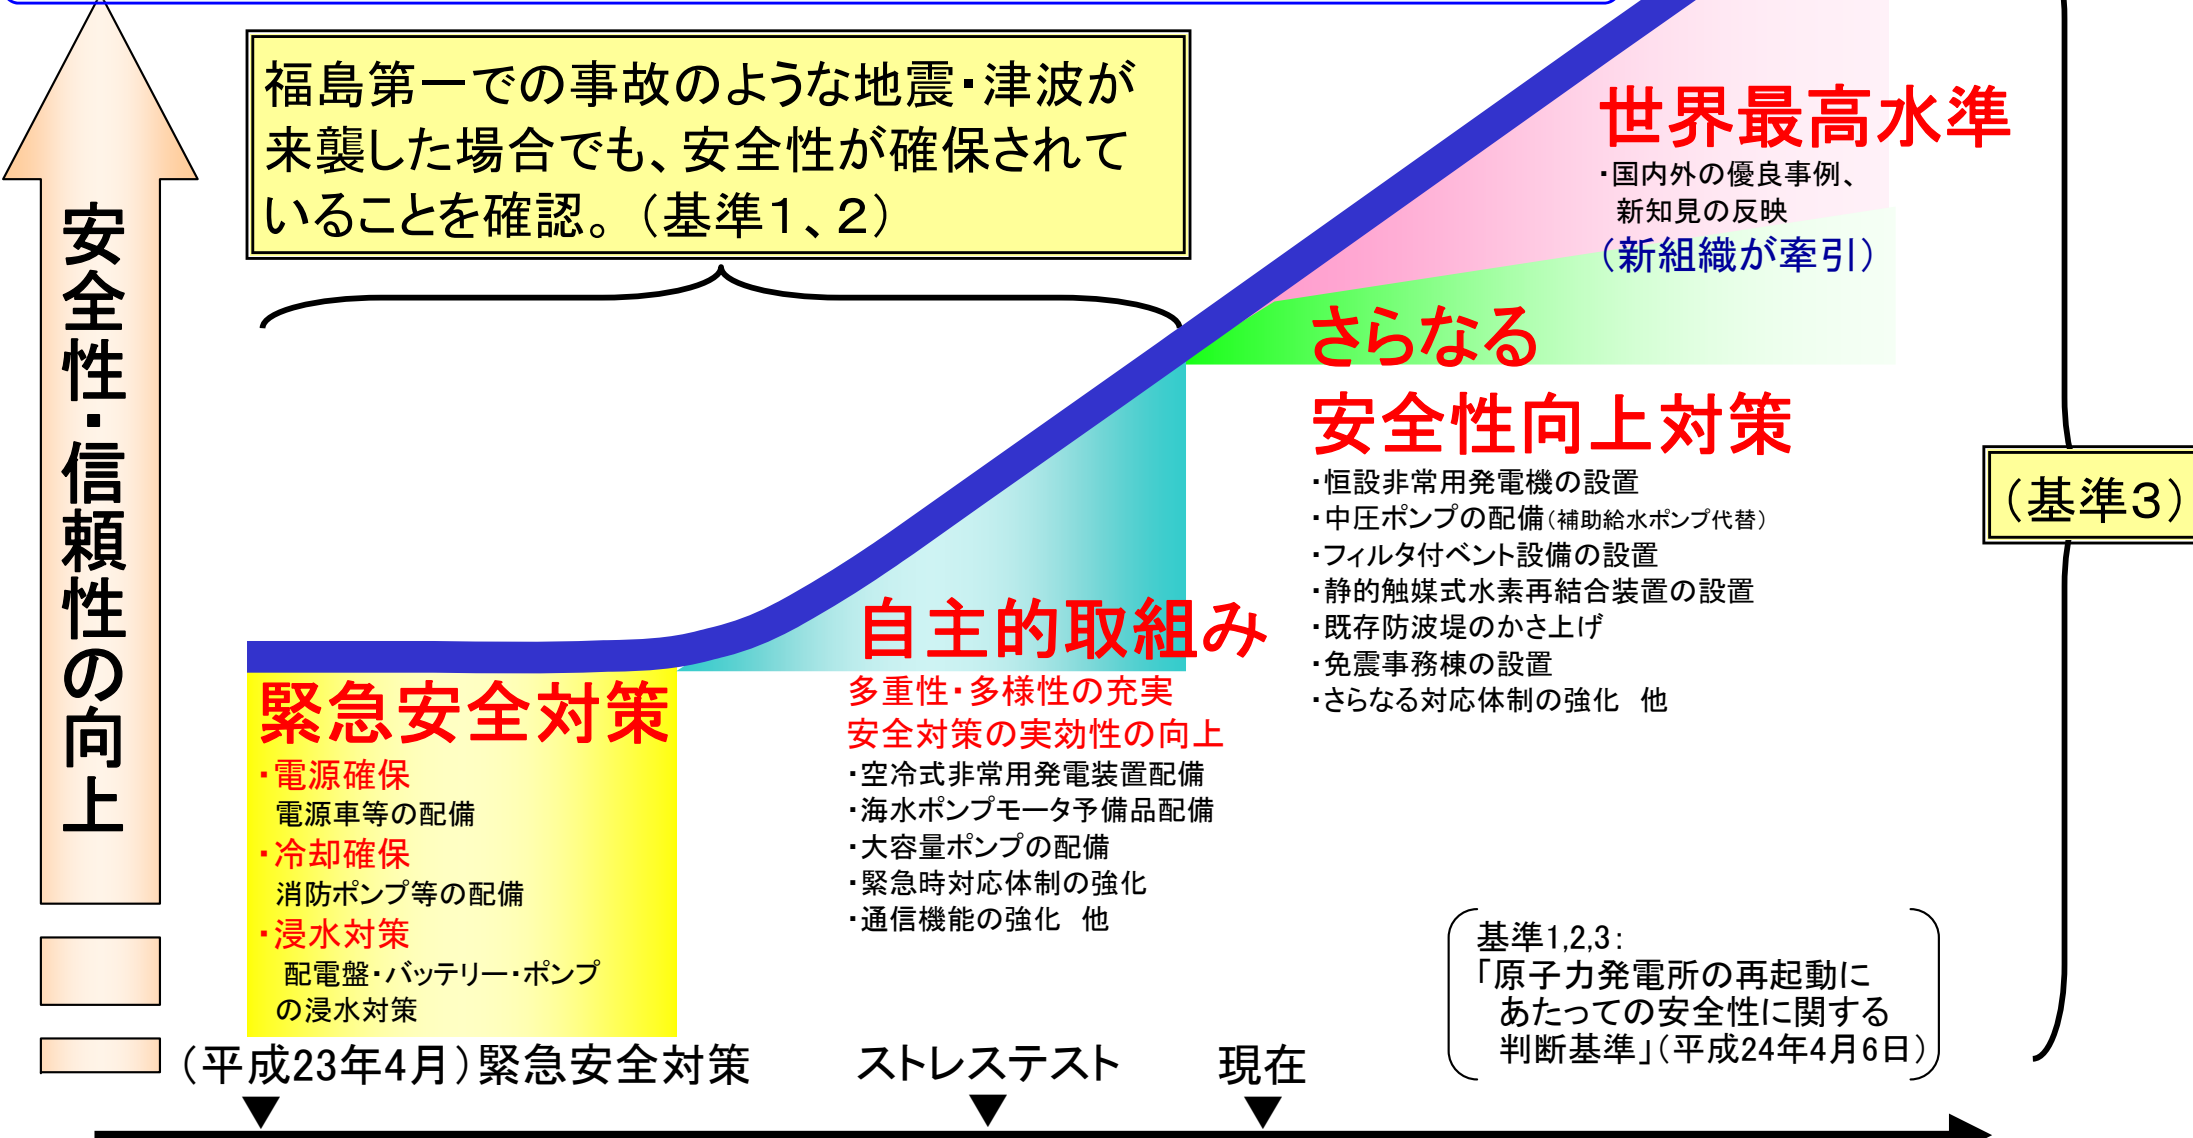 安全性・信頼性の向上
福島第一での事故のような地震・津波が
来襲した場合でも、安全性が確保されて
いることを確認。（基準１、２）
世界最高水準
・国内外の優良事例、
新知見の反映
（新組織が牽引）
さらなる
安全性向上対策
・恒設非常用発電機の設置
・中圧ポンプの配備（補助給水ポンプ代替）
・フィルタ付ベント設備の設置
・静的触媒式水素再結合装置の設置
・既存防波堤のかさ上げ
・免震事務棟の設置
・さらなる対応体制の強化　他
（基準３）
自主的取組み
多重性・多様性の充実
安全対策の実効性の向上
・空冷式非常用発電装置配備
・海水ポンプモータ予備品配備
・大容量ポンプの配備
・緊急時対応体制の強化
・通信機能の強化　他
緊急安全対策
・電源確保
電源車等の配備
・冷却確保
消防ポンプ等の配備
・浸水対策
配電盤・バッテリー・ポンプ
の浸水対策
基準1,2,3：
「原子力発電所の再起動に
あたっての安全性に関する
判断基準」（平成24年4月6日）
（平成23年4月）緊急安全対策
ストレステスト
現在